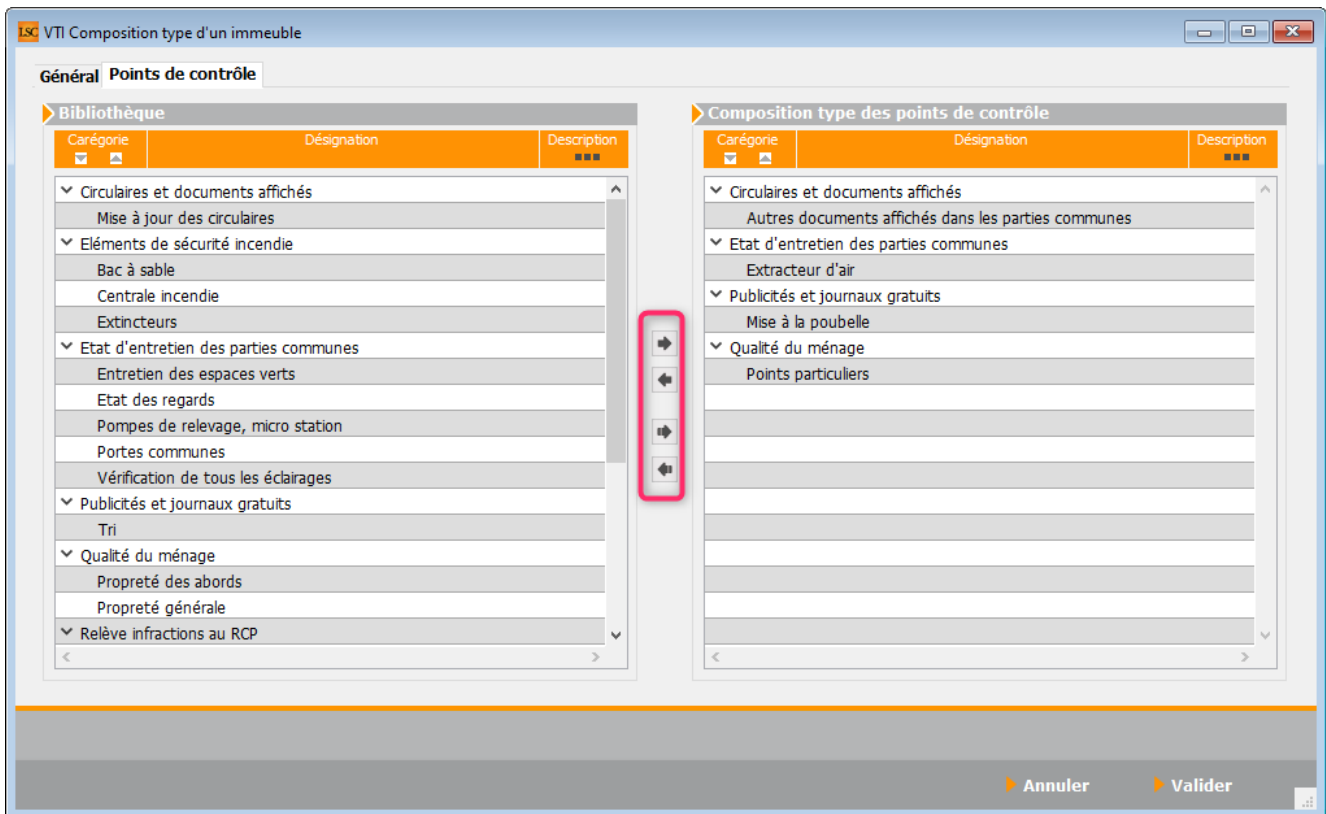 LSC VTI Composition type d'un immeuble
Général Points de contrôle
Bibliothèque
Carégorie Désignation Description
Circulaires et documents affichés
Mise à jour des circulaires
Eléments de sécurité incendie
Bac à sable
Centrale incendie
Extincteurs
Etat d'entretien des parties communes
Entretien des espaces verts
Etat des regards
Pompes de relevage, micro station
Portes communes
Vérification de tous les éclairages
Publicités et journaux gratuits
Tri
Qualité du ménage
Propreté des abords
Propreté générale
Relève infractions au RCP
Composition type des points de contrôle
Carégorie Désignation Description
Circulaires et documents affichés
Autres documents affichés dans les parties communes
Etat d'entretien des parties communes
Extracteur d'air
Publicités et journaux gratuits
Mise à la poubelle
Qualité du ménage
Points particuliers
Annuler Valider